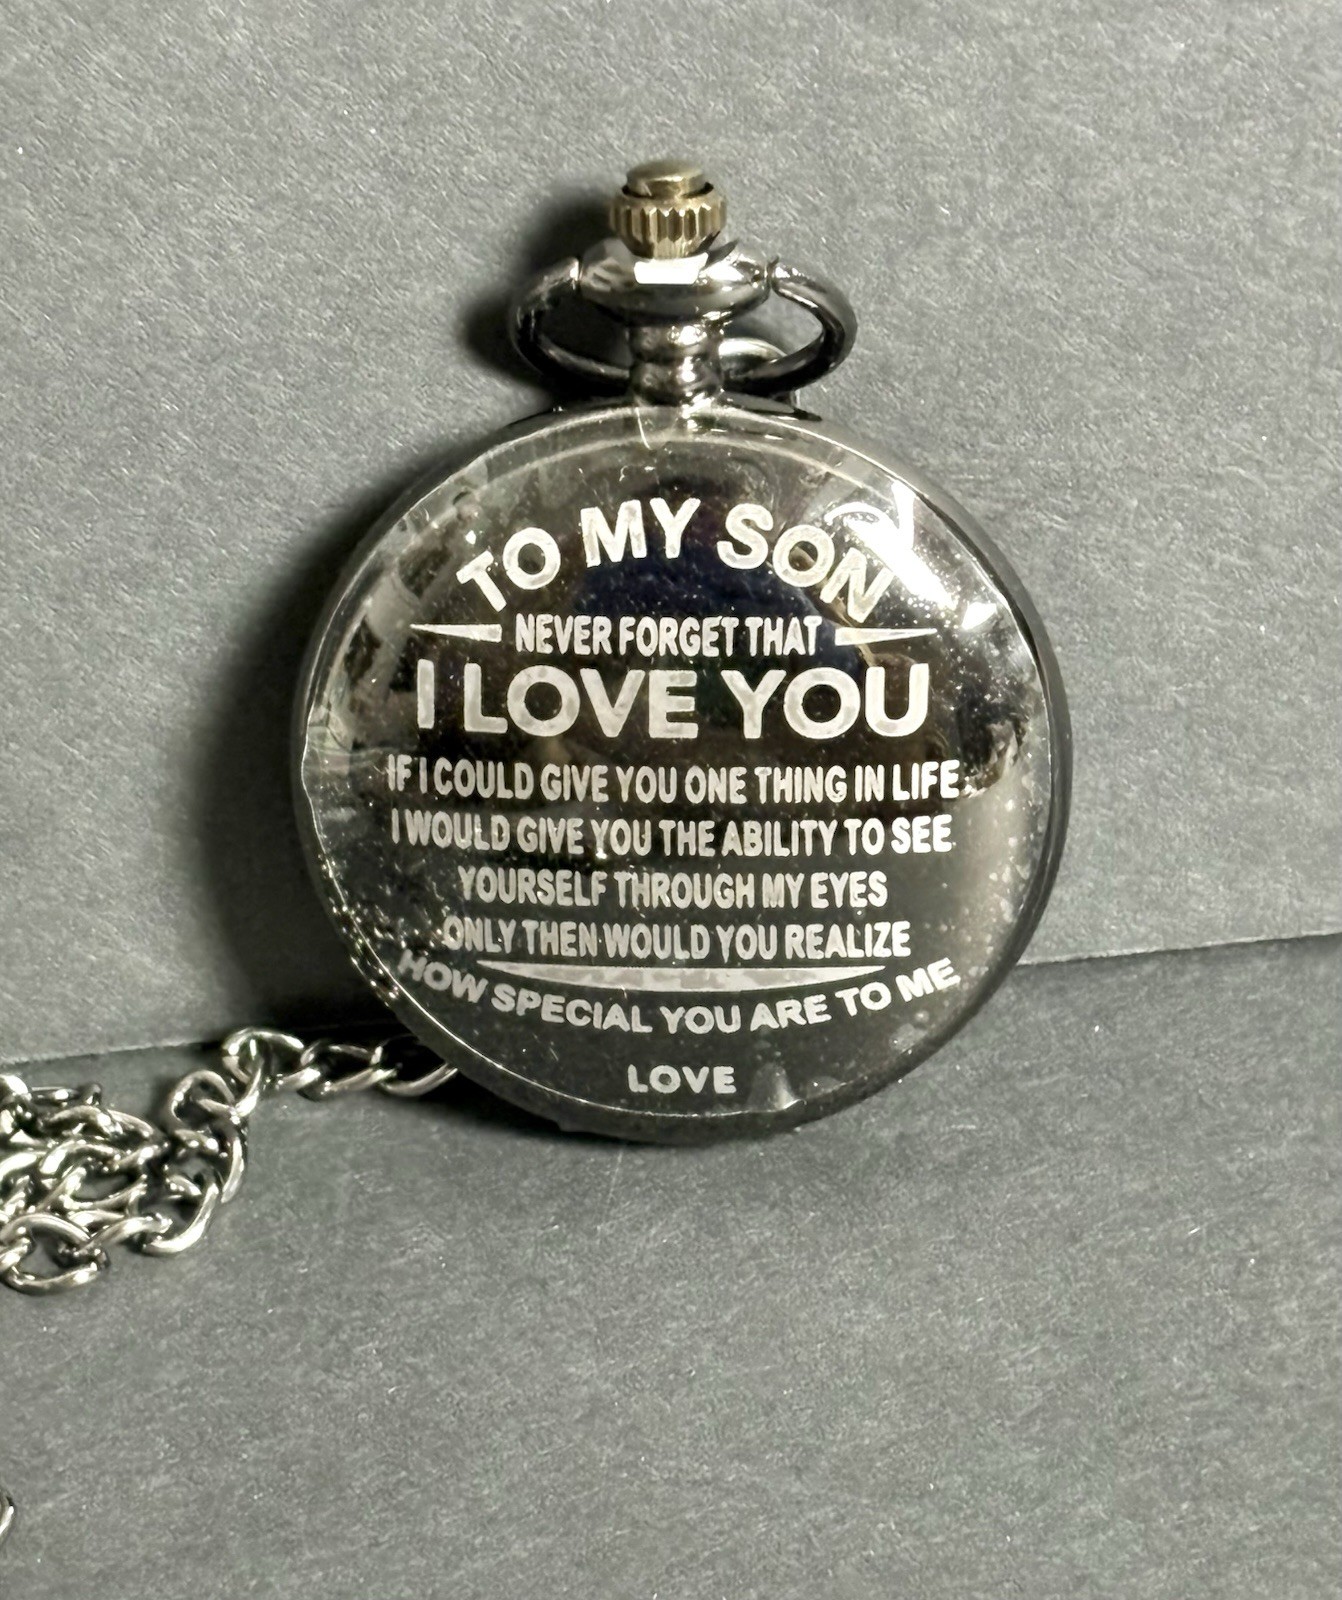 TO MY SON
NEVER FORGET THAT
I LOVE YOU
IF I COULD GIVE YOU ONE THING IN LIFE
I WOULD GIVE YOU THE ABILITY TO SEE
YOURSELF THROUGH MY EYES
ONLY THEN WOULD YOU REALIZE
HOW SPECIAL YOU ARE TO ME
LOVE